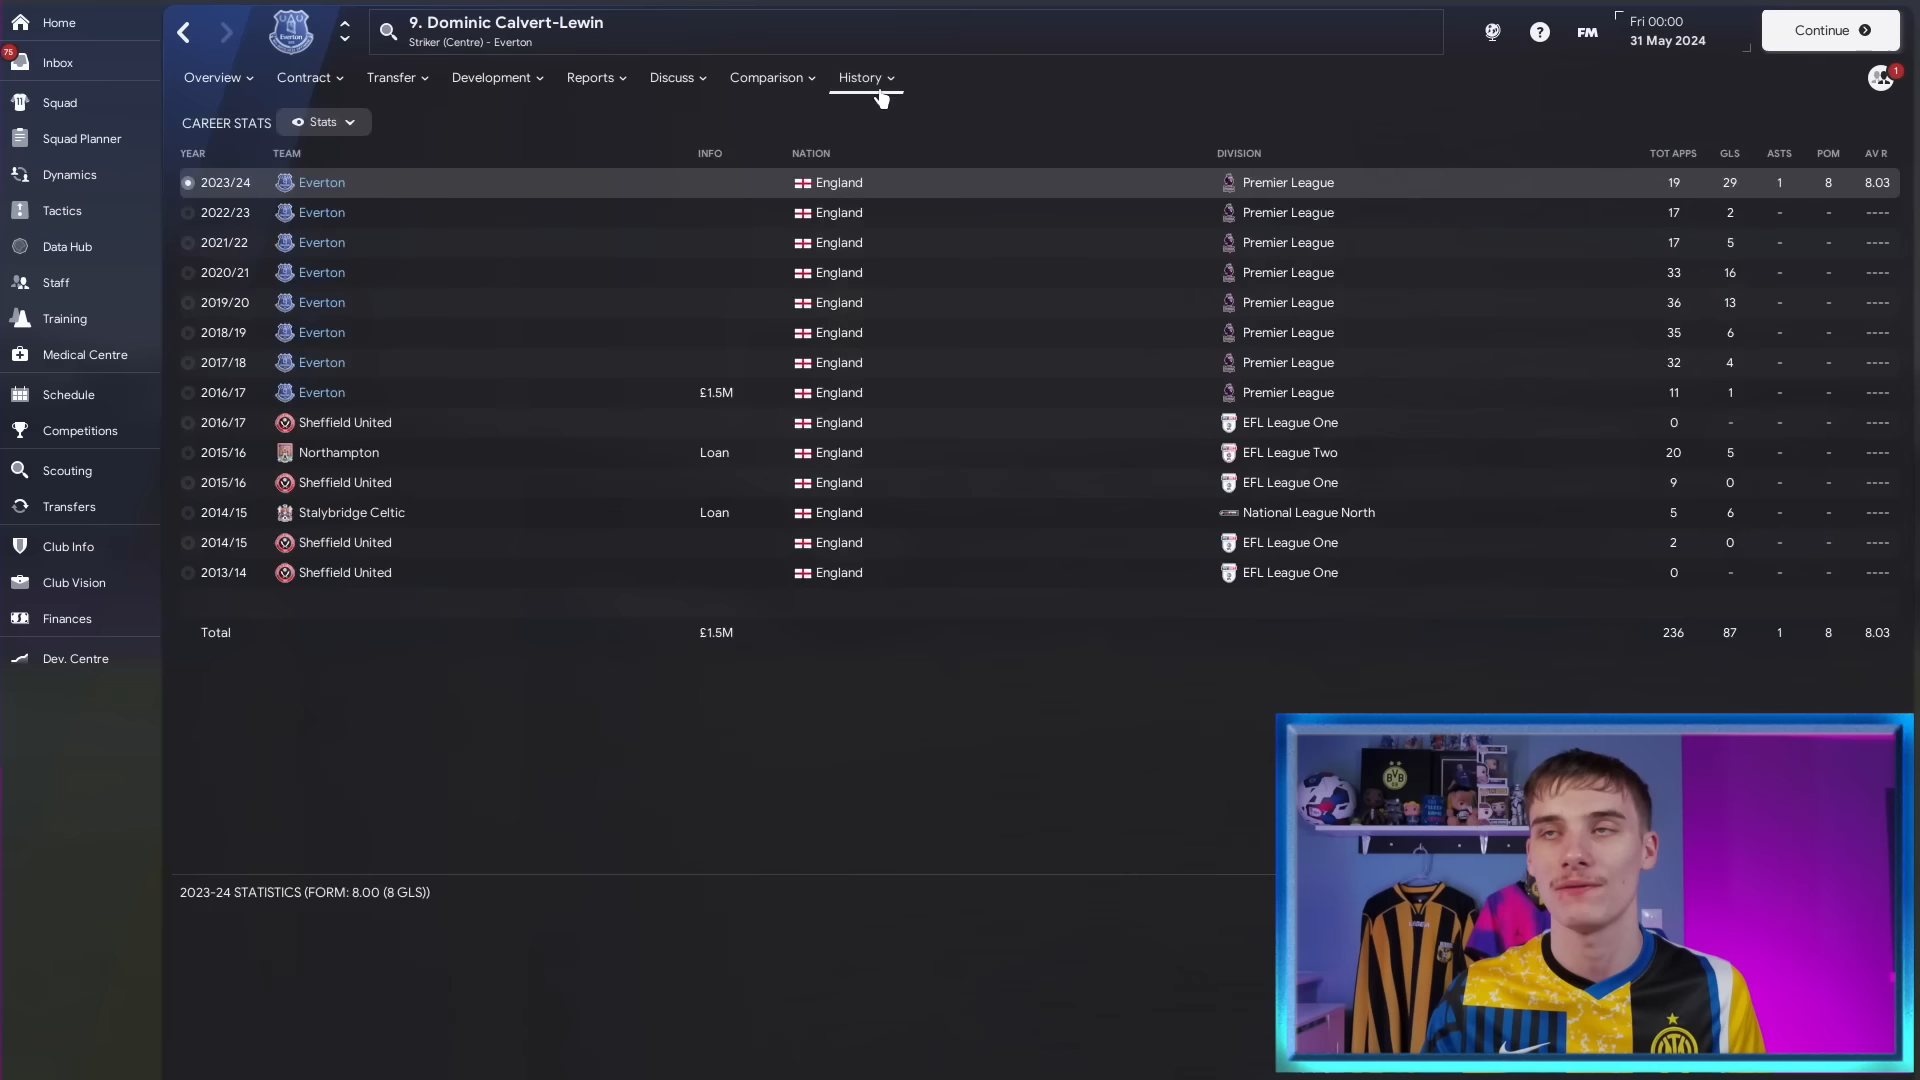 Home
75
Inbox
Squad
Squad Planner
Dynamics
Tactics
Data Hub
Staff
Training
Medical Centre
Schedule
Competitions
Scouting
Transfers
Club Info
Club Vision
Finances
Dev. Centre
Everton
9. Dominic Calvert-Lewin
Striker (Centre) - Everton
?
FM
Fri 00:00
31 May 2024
Continue
Overview Contract Transfer Development Reports Discuss Comparison History
1
CAREER STATS Stats
YEAR TEAM INFO NATION DIVISION TOT APPS GLS ASTS POM AV R
2023/24 Everton England Premier League 19 29 1 8 8.03
2022/23 Everton England Premier League 17 2 - - ----
2021/22 Everton England Premier League 17 5 - - ----
2020/21 Everton England Premier League 33 16 - - ----
2019/20 Everton England Premier League 36 13 - - ----
2018/19 Everton England Premier League 35 6 - - ----
2017/18 Everton England Premier League 32 4 - - ----
2016/17 Everton £1.5M England Premier League 11 1 - - ----
2016/17 Sheffield United England EFL League One 0 - - - ----
2015/16 Northampton Loan England EFL League Two 20 5 - - ----
2015/16 Sheffield United England EFL League One 9 0 - - ----
2014/15 Stalybridge Celtic Loan England National League North 5 6 - - ----
2014/15 Sheffield United England EFL League One 2 0 - - ----
2013/14 Sheffield United England EFL League One 0 - - - ----
Total £1.5M 236 87 1 8 8.03
2023-24 STATISTICS (FORM: 8.00 (8 GLS))
BVB